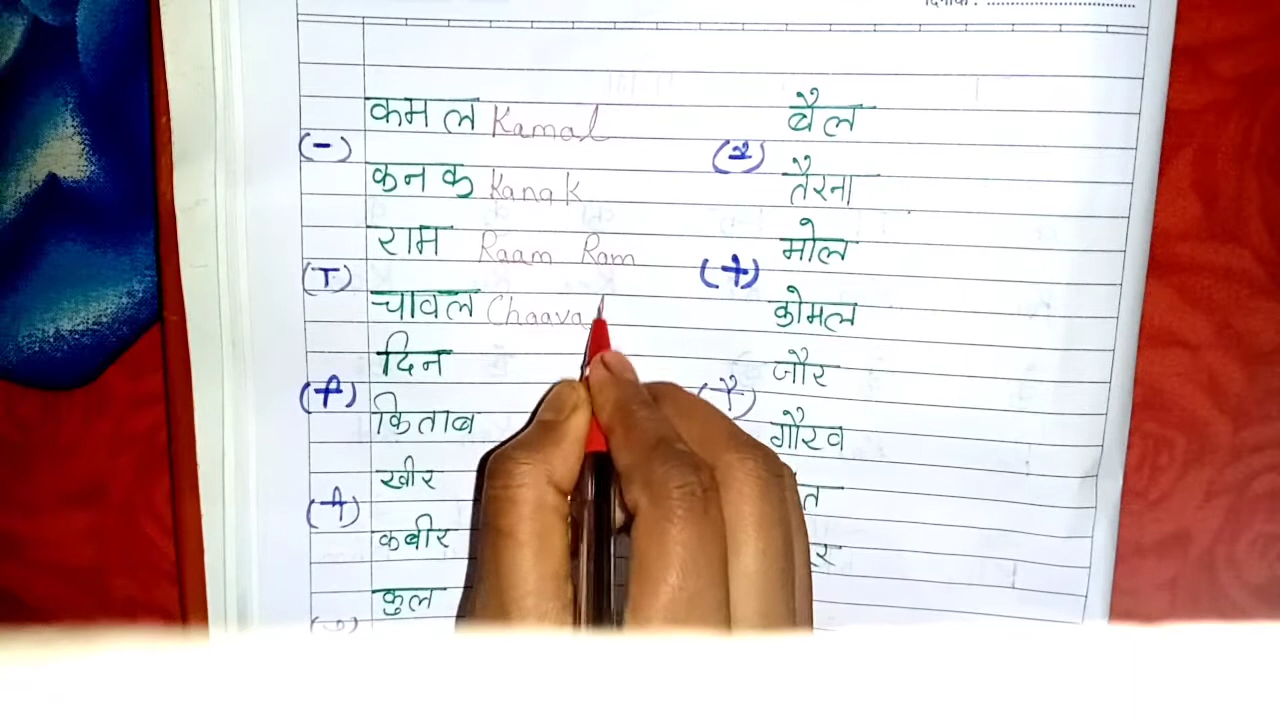 दिनांक :
कमल Kamal
(-)
कनक Kanak
राम Raam Ram
(ा)
चावल Chaava
दिन
(ि)
किताब
खीर
(ी)
कबीर
कुल
बैल
(ै)
तैरना
मोल
(ो)
कोमल
जौर
(ौ)
गौरव